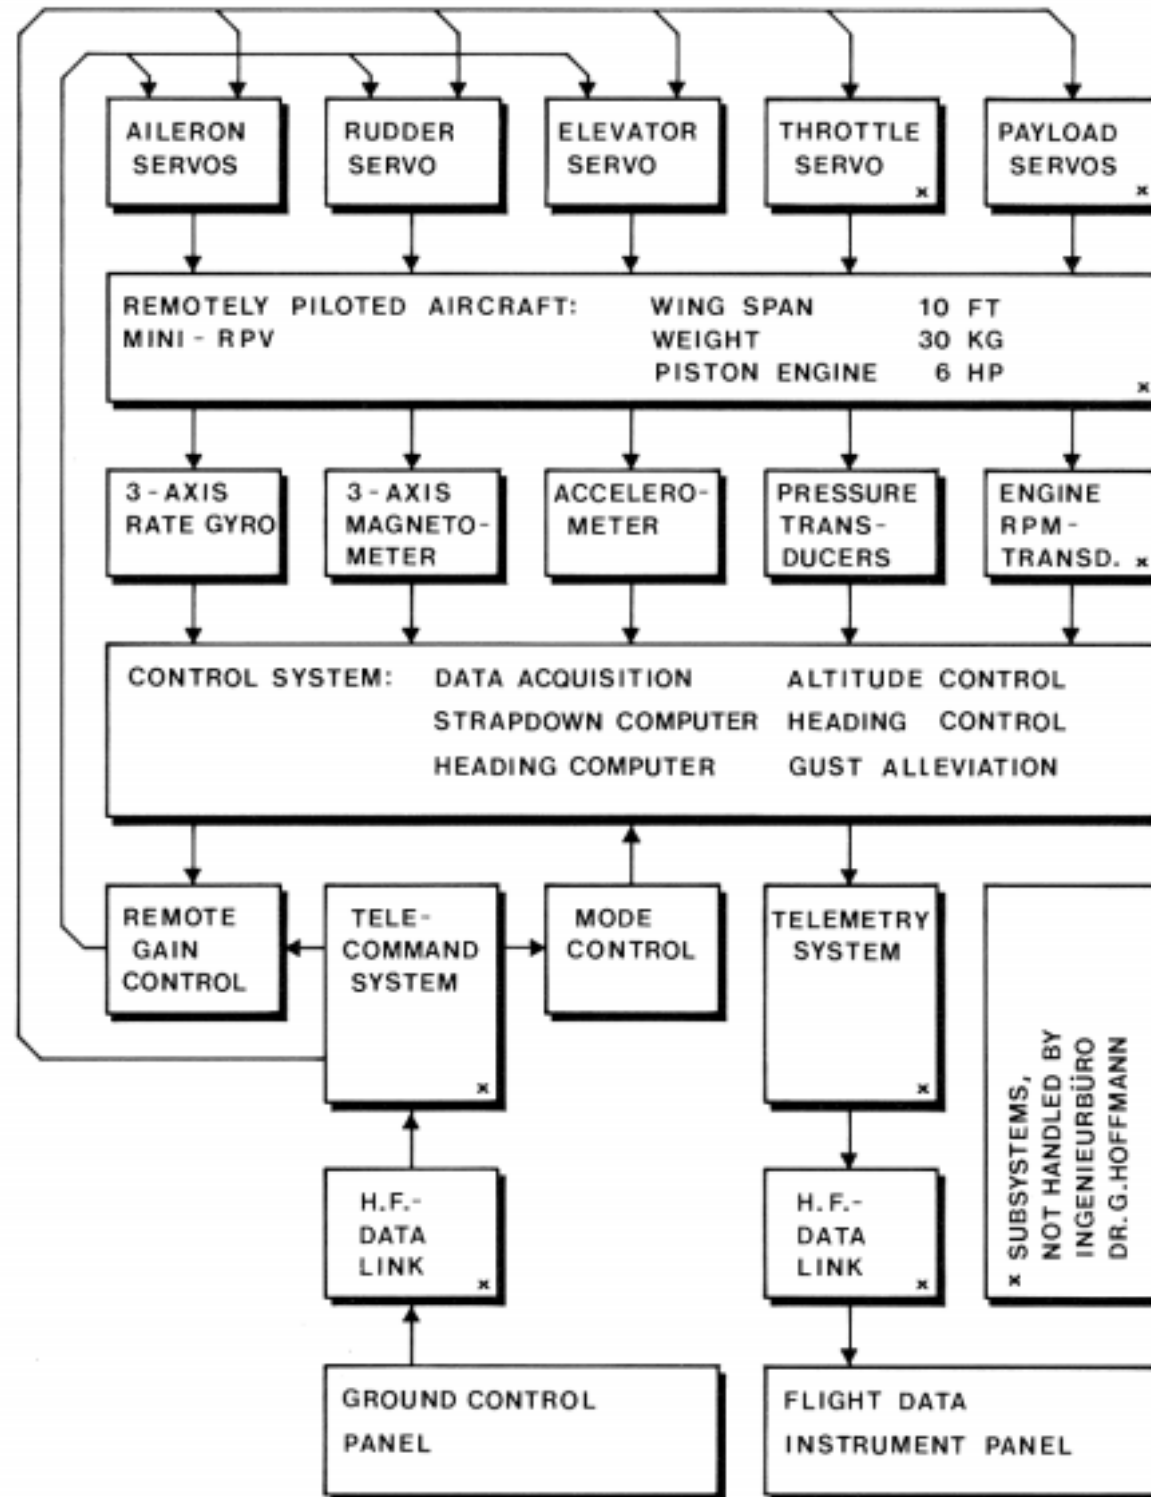 AILERON
SERVOS
RUDDER
SERVO
ELEVATOR
SERVO
THROTTLE
SERVO
x
PAYLOAD
SERVOS
x
REMOTELY PILOTED AIRCRAFT: WING SPAN 10 FT
MINI - RPV WEIGHT 30 KG
PISTON ENGINE 6 HP
x
3 - AXIS
RATE GYRO
3 - AXIS
MAGNETO-
METER
ACCELERO-
METER
PRESSURE
TRANS-
DUCERS
ENGINE
RPM-
TRANSD. x
CONTROL SYSTEM: DATA ACQUISITION ALTITUDE CONTROL
STRAPDOWN COMPUTER HEADING CONTROL
HEADING COMPUTER GUST ALLEVIATION
REMOTE
GAIN
CONTROL
TELE-
COMMAND
SYSTEM
x
MODE
CONTROL
TELEMETRY
SYSTEM
x
x SUBSYSTEMS,
NOT HANDLED BY
INGENIEURBÜRO
DR. G. HOFFMANN
H.F.-
DATA
LINK
x
H.F.-
DATA
LINK
x
GROUND CONTROL
PANEL
FLIGHT DATA
INSTRUMENT PANEL